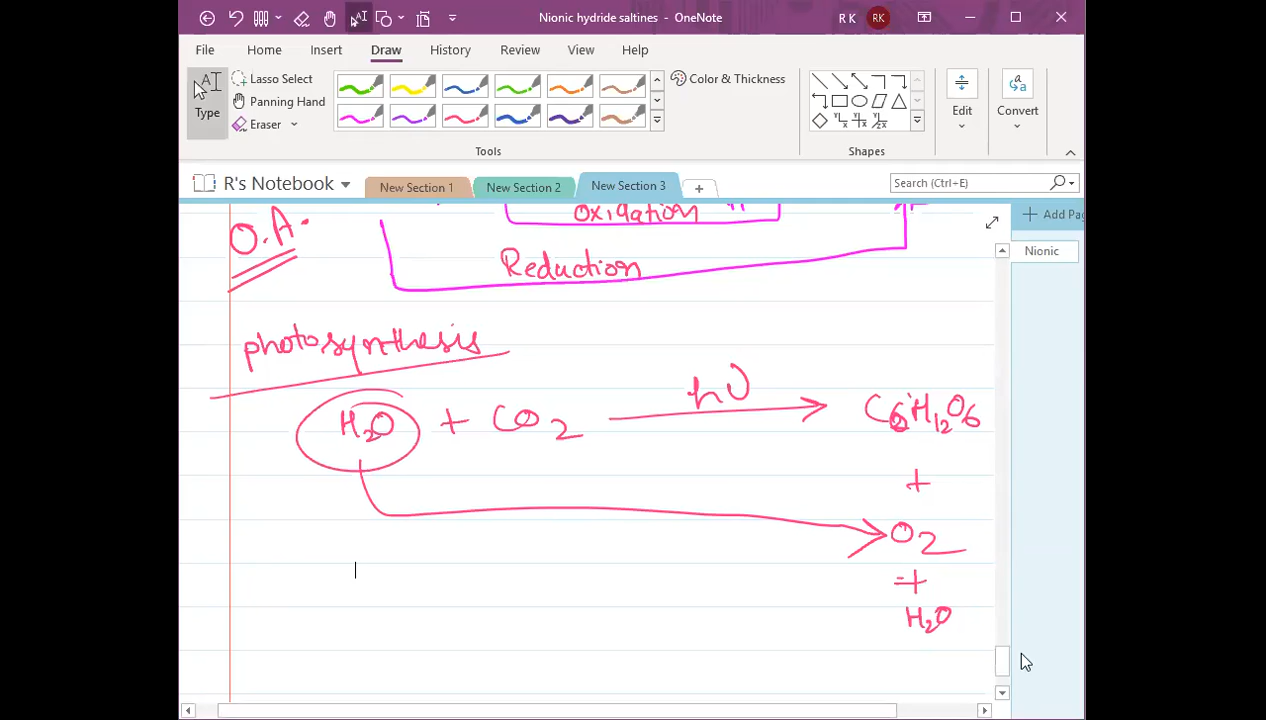 Nionic hydride saltines - OneNote
R K
RK
File Home Insert Draw History Review View Help
Type
Lasso Select
Panning Hand
Eraser
Color & Thickness
Edit
Convert
Tools
Shapes
R's Notebook
New Section 1
New Section 2
New Section 3
Search (Ctrl+E)
Add Pag
Nionic
O.A.
Oxidation
Reduction
photosynthesis
H2O + CO2 hν C6H12O6
+
O2
+
H2O